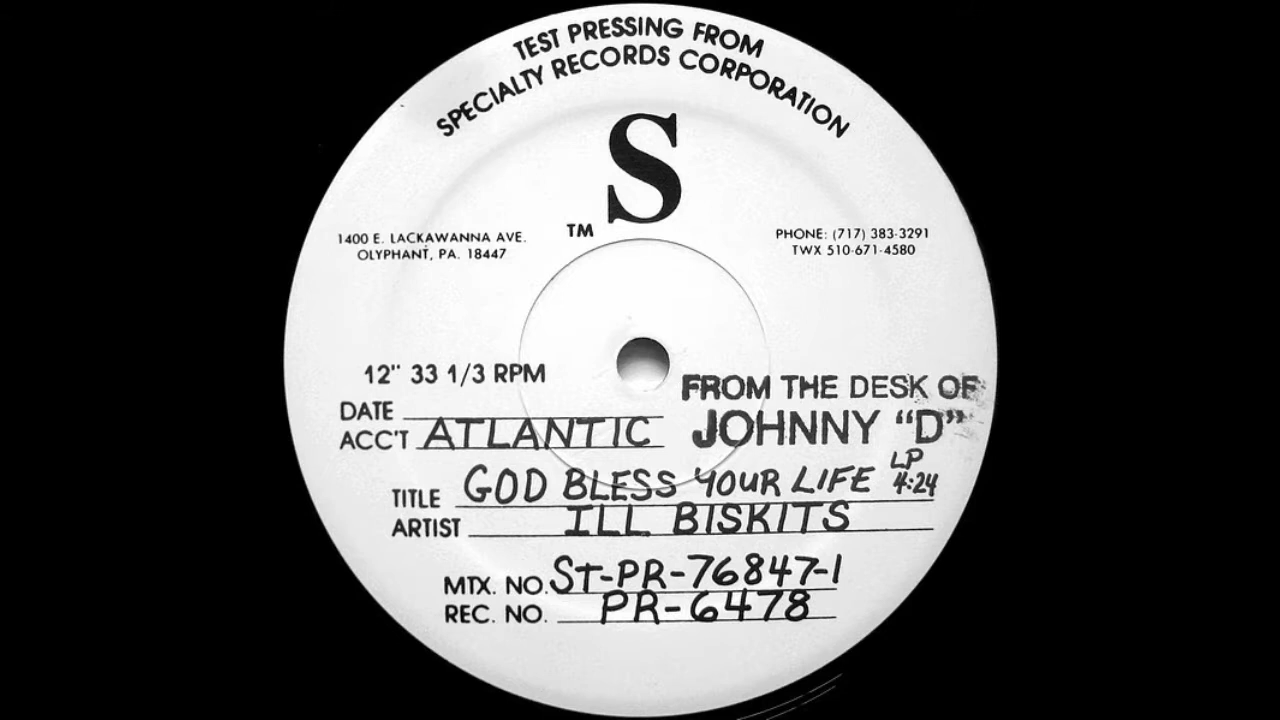 TEST PRESSING FROM
SPECIALTY RECORDS CORPORATION
S
TM
1400 E. LACKAWANNA AVE.
OLYPHANT, PA. 18447
PHONE: (717) 383-3291
TWX 510-671-4580
12" 33 1/3 RPM
FROM THE DESK OF
JOHNNY "D"
DATE
ACC'T ATLANTIC
TITLE GOD BLESS YOUR LIFE LP 4:24
ARTIST ILL BISKITS
MTX. NO. ST-PR-76847-1
REC. NO. PR-6478